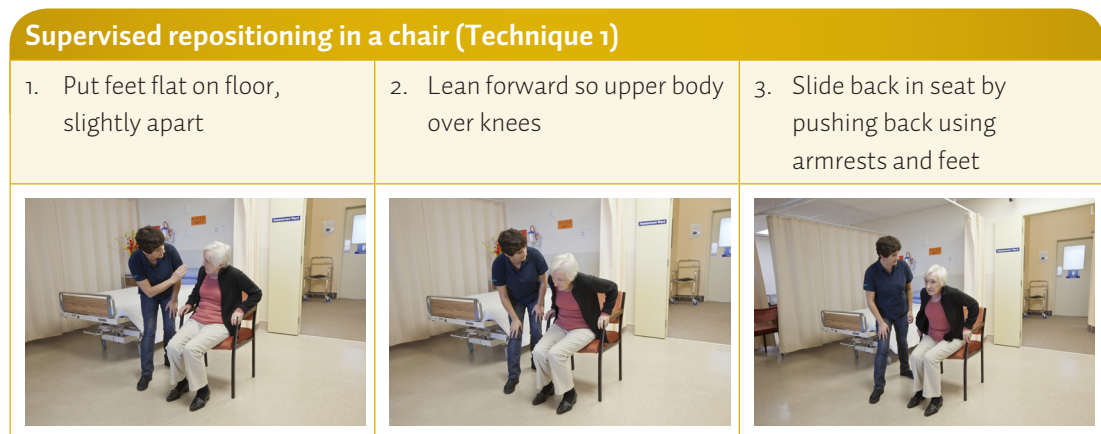 Supervised repositioning in a chair (Technique 1)
1. Put feet flat on floor,
slightly apart
2. Lean forward so upper body
over knees
3. Slide back in seat by
pushing back using
armrests and feet